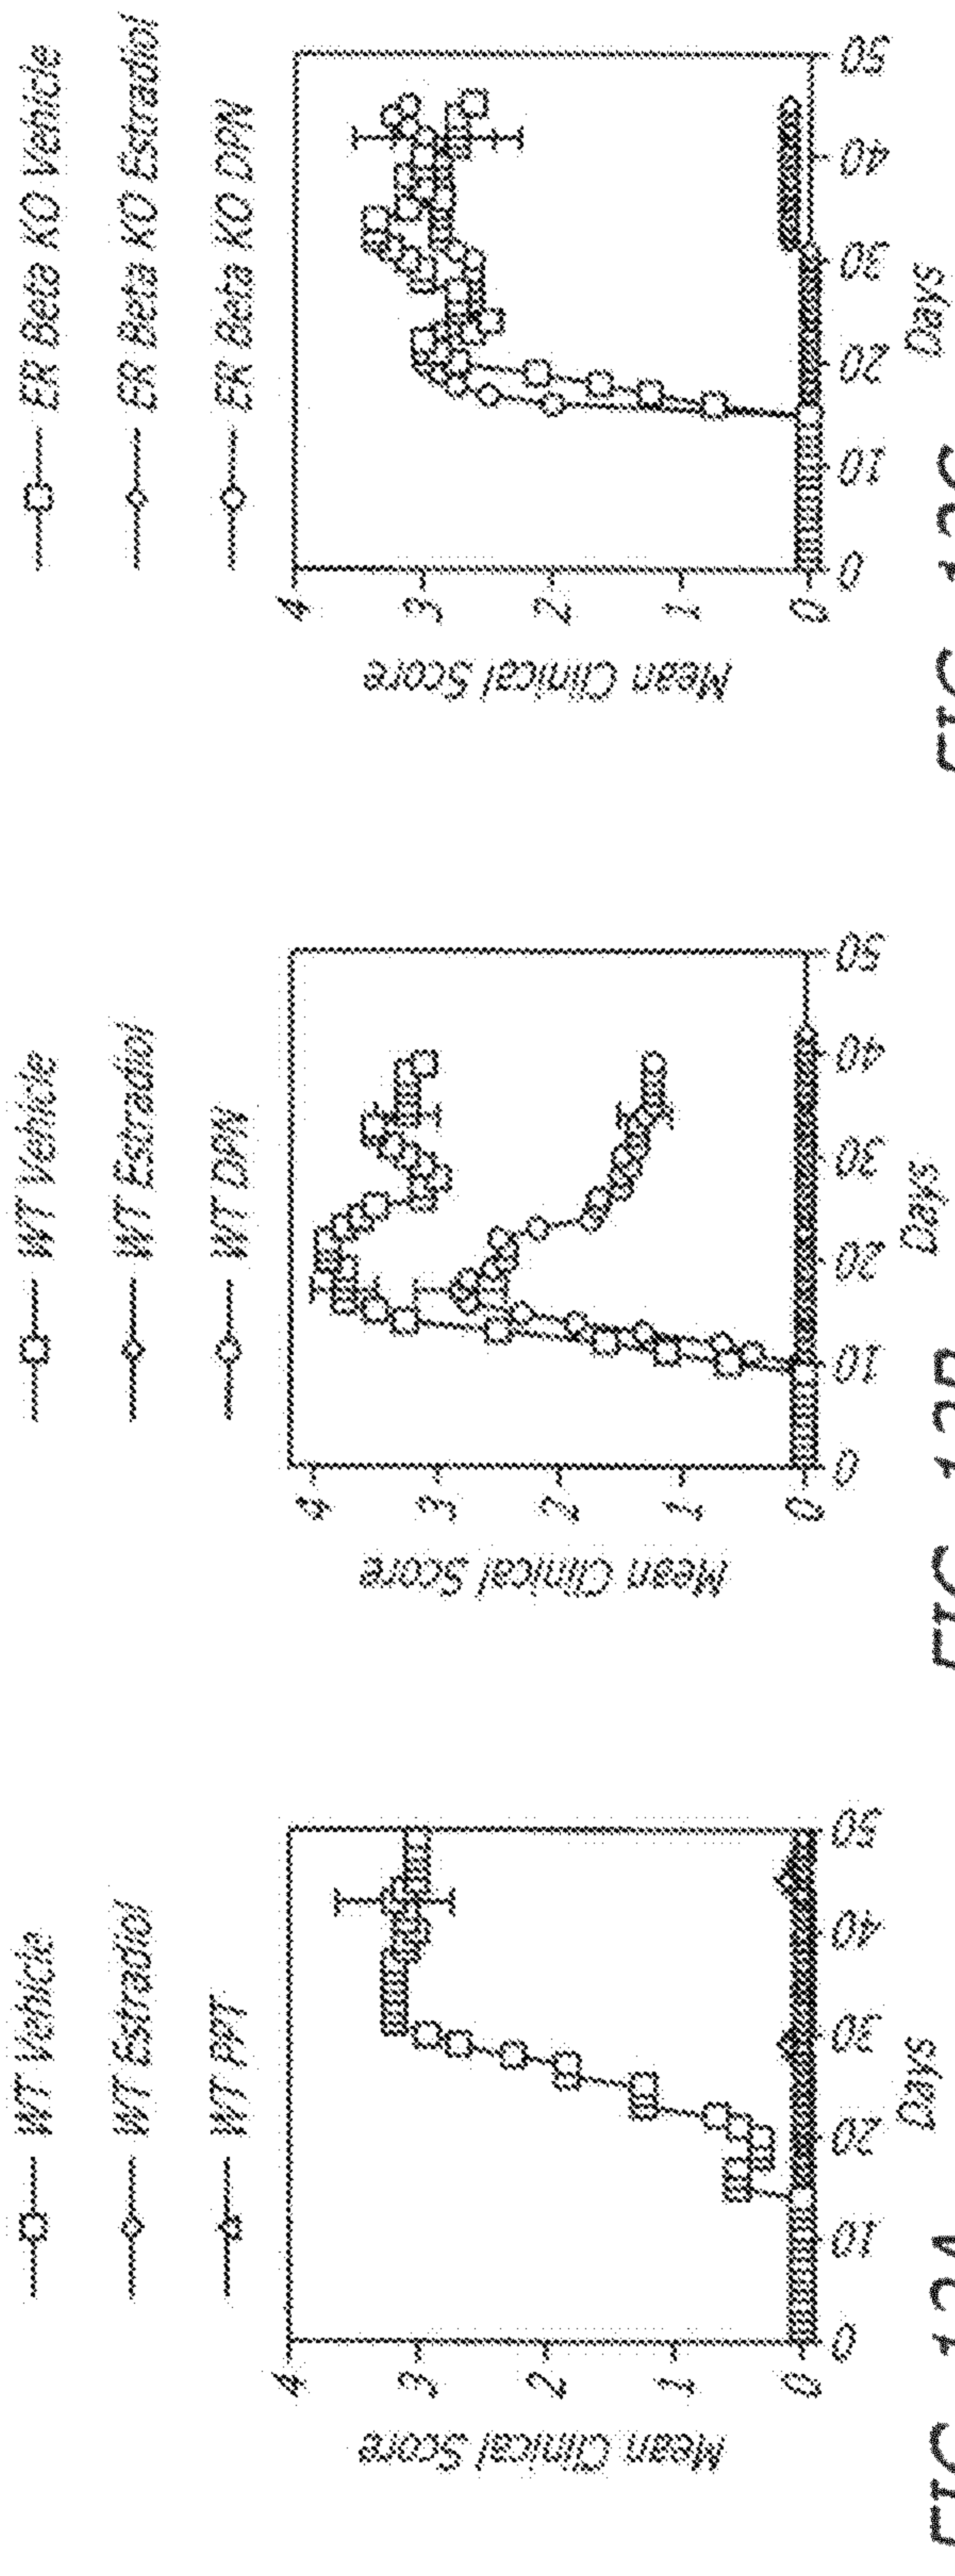 WT Vehicle
WT Estradiol
WT PPT
Mean Clinical Score
4
3
2
1
0
0
10
20
30
40
50
Days
WT Vehicle
WT Estradiol
WT DPN
Mean Clinical Score
4
3
2
1
0
0
10
20
30
40
50
Days
ER Beta KO Vehicle
ER Beta KO Estradiol
ER Beta KO DPN
Mean Clinical Score
4
3
2
1
0
0
10
20
30
40
50
Days